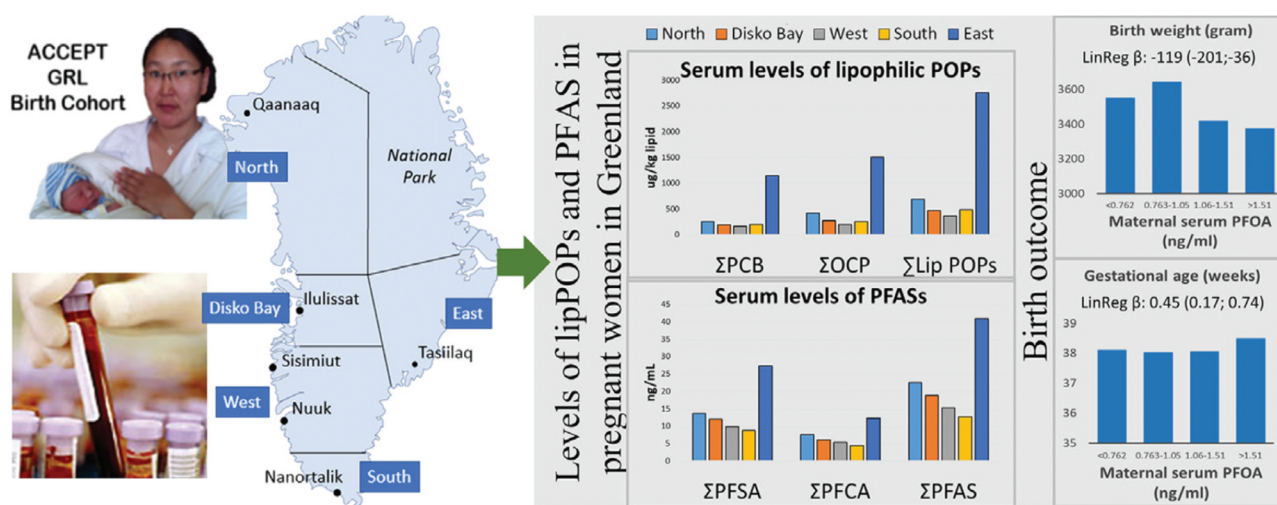 ACCEPT
GRL
Birth Cohort
Qaanaaq
North
National
Park
Disko Bay
Ilulissat
East
Sisimiut
Tasiilaq
West
Nuuk
Nanortalik
South
Levels of lipPOPs and PFAS in
pregnant women in Greenland
North Disko Bay West South East
Serum levels of lipophilic POPs
ug/kg lipid
3000
2500
2000
1500
1000
500
0
ΣPCB ΣOCP ∑Lip POPs
Serum levels of PFASs
ng/mL
45
40
35
30
25
20
15
10
5
0
ΣPFSA ΣPFCA ΣPFAS
Birth outcome
Birth weight (gram)
LinReg β: -119 (-201;-36)
3600
3400
3200
3000
<0.762 0.763-1.05 1.06-1.51 >1.51
Maternal serum PFOA
(ng/ml)
Gestational age (weeks)
LinReg β: 0.45 (0.17; 0.74)
39
38
37
36
35
<0.762 0.763-1.05 1.06-1.51 >1.51
Maternal serum PFOA
(ng/ml)